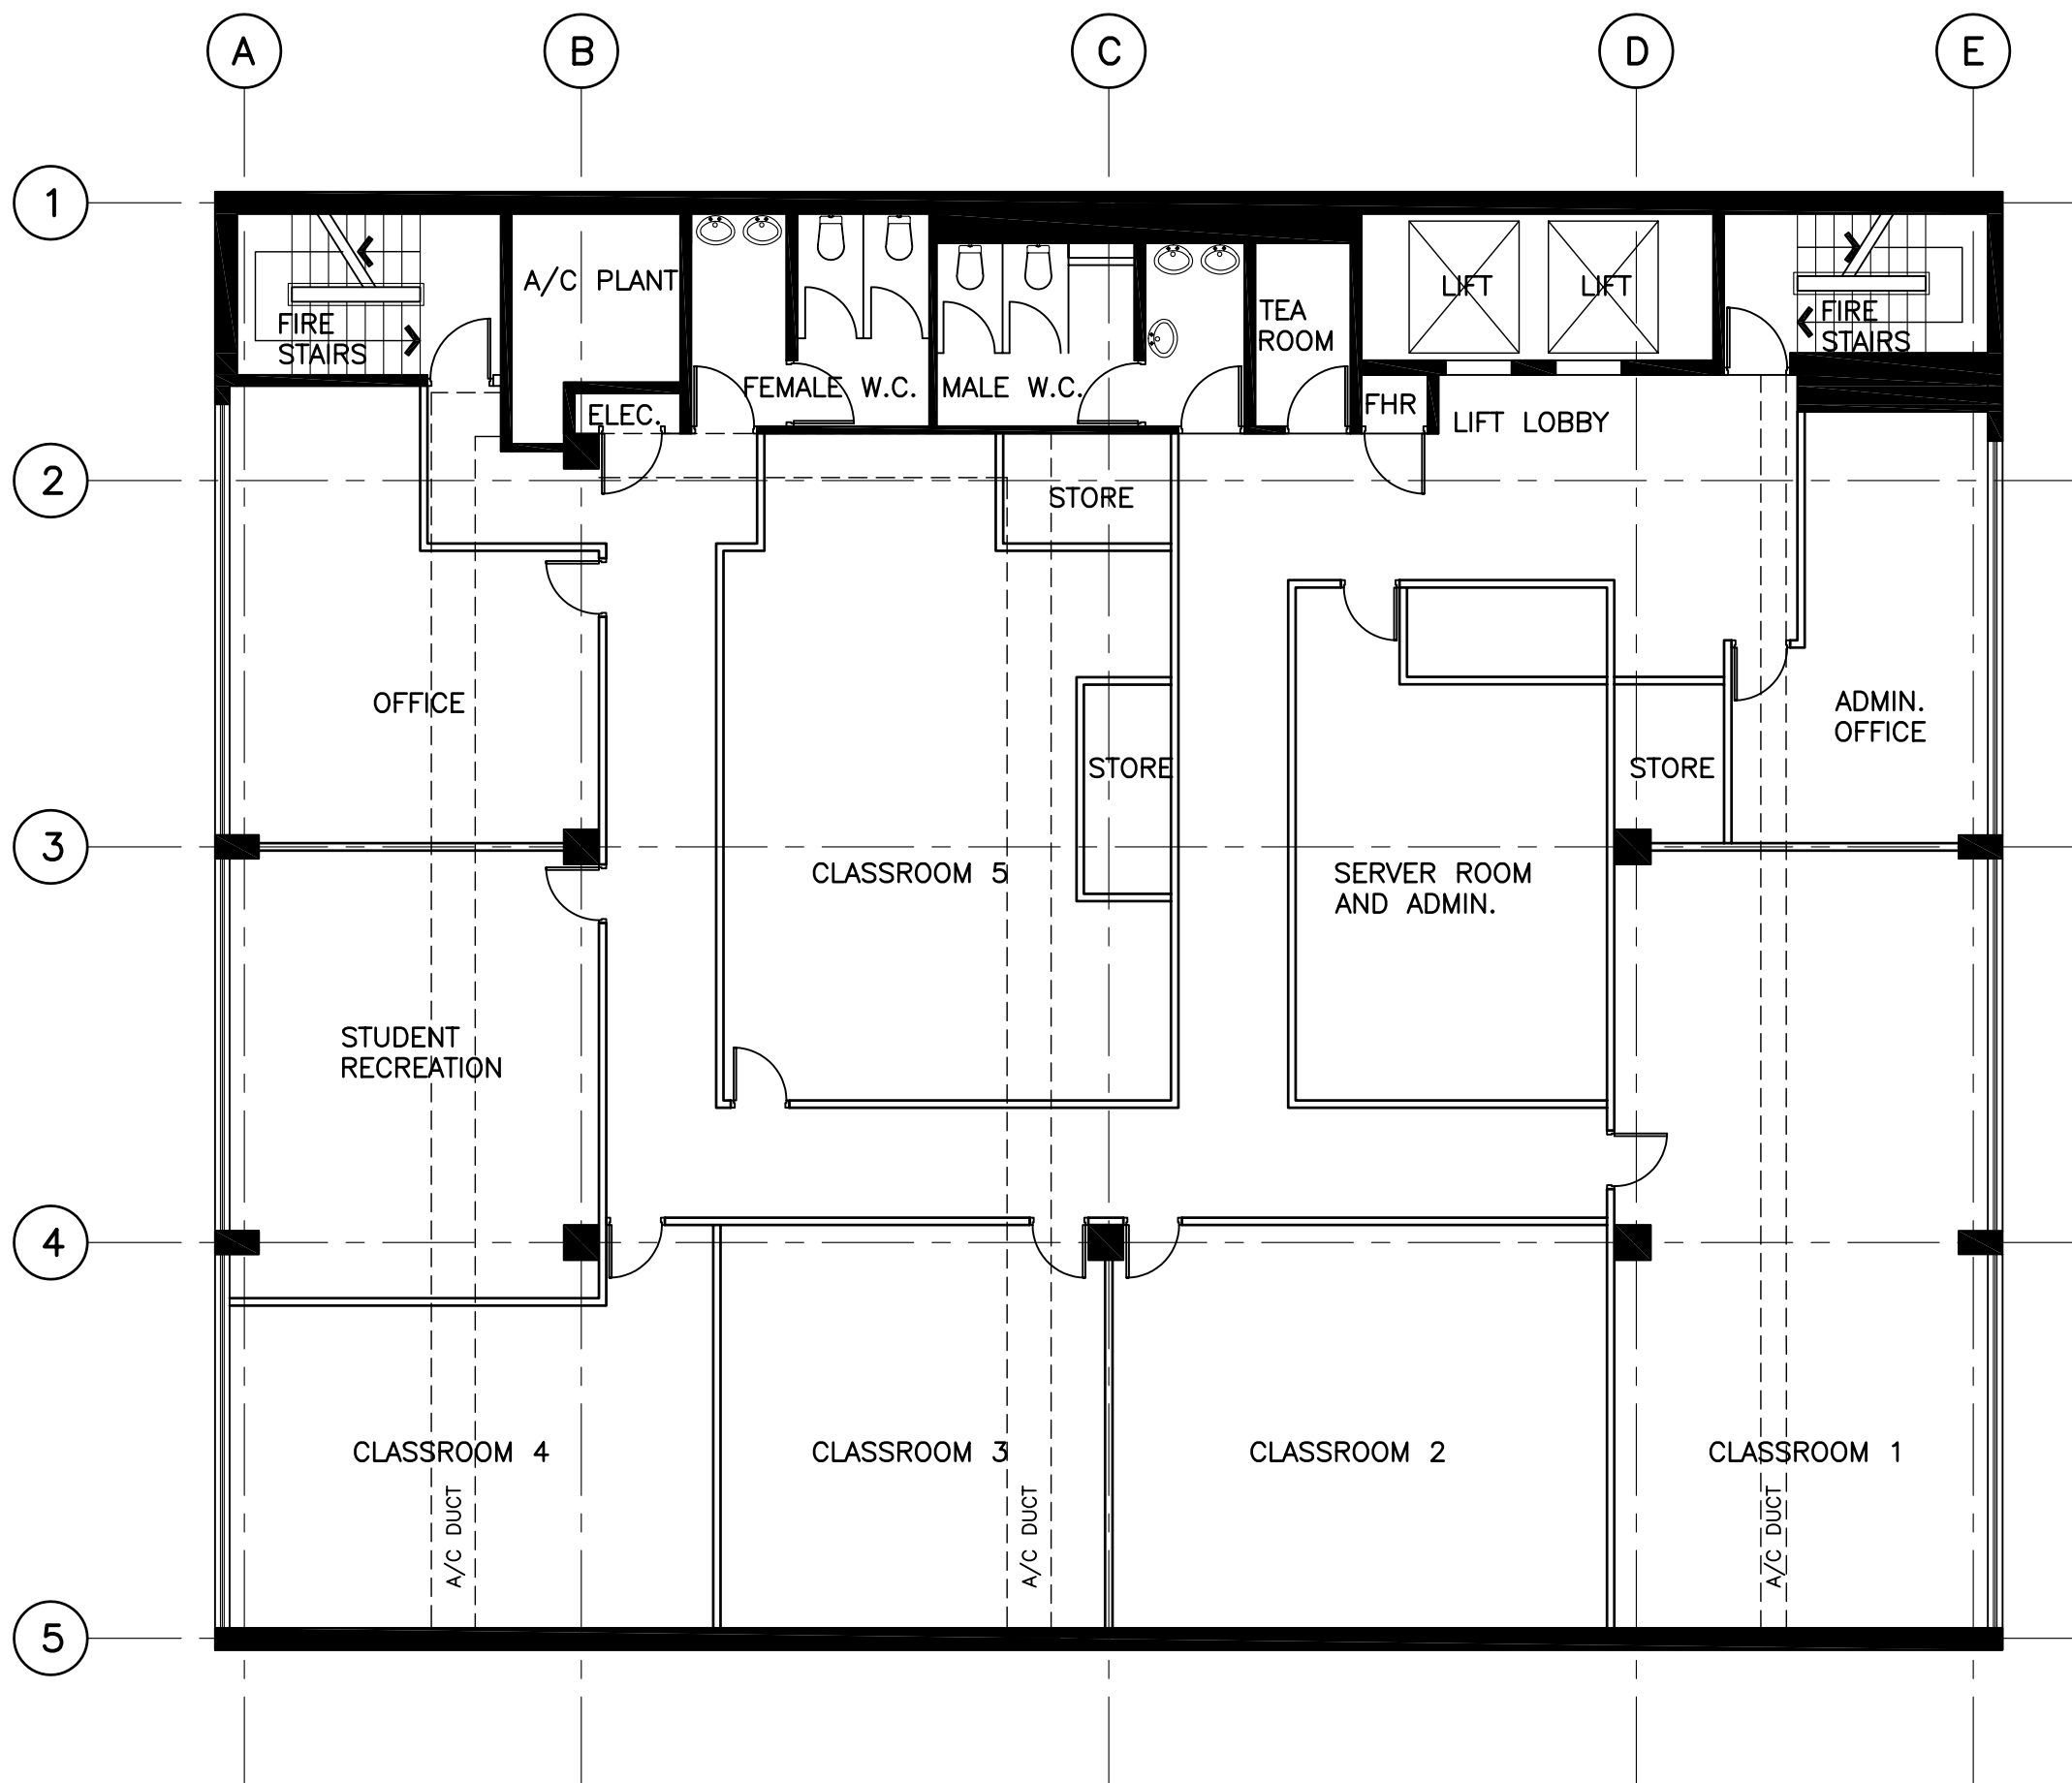 A B C D E
1
A/C PLANT
LIFT LIFT
FIRE
STAIRS
TEA
ROOM
FIRE
STAIRS
FEMALE W.C. MALE W.C.
ELEC.
FHR
LIFT LOBBY
2
STORE
OFFICE
ADMIN.
OFFICE
STORE
STORE
3
CLASSROOM 5
SERVER ROOM
AND ADMIN.
STUDENT
RECREATION
4
CLASSROOM 4
CLASSROOM 3
CLASSROOM 2
CLASSROOM 1
A/C DUCT
A/C DUCT
A/C DUCT
5